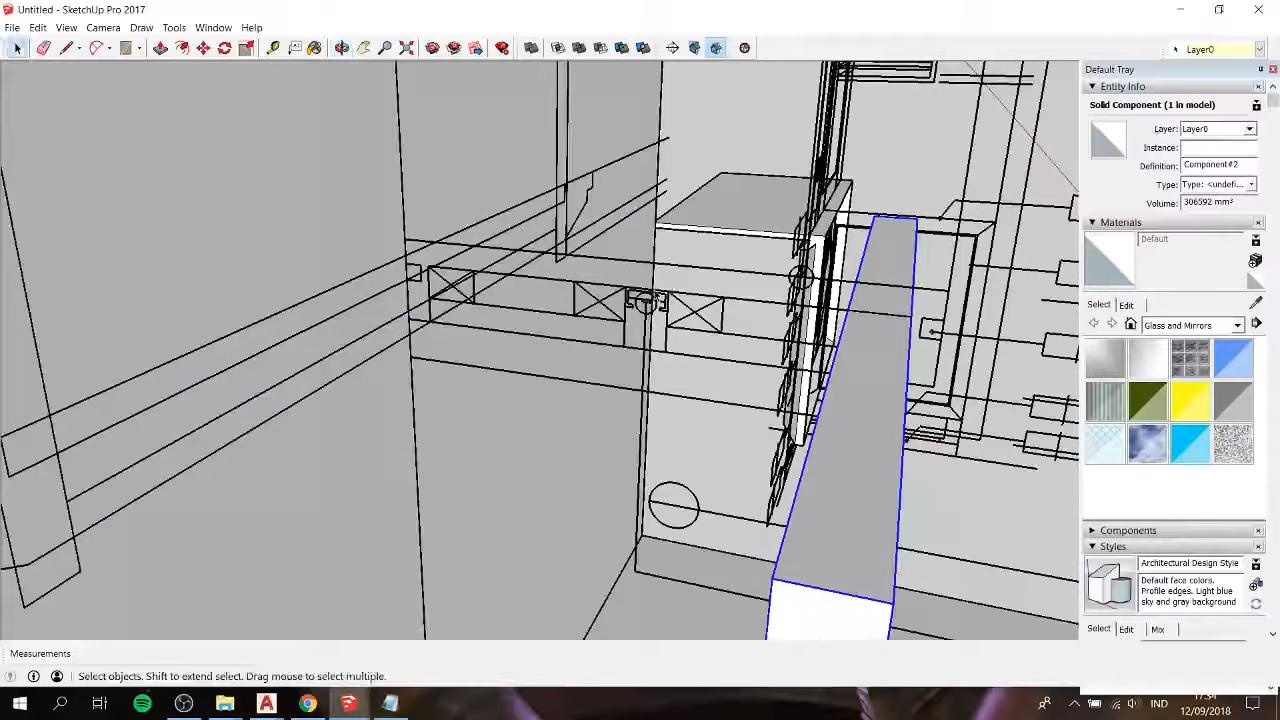 Untitled - SketchUp Pro 2017
File Edit View Camera Draw Tools Window Help
Layer0
Default Tray
Entity Info
Solid Component (1 in model)
Layer: Layer0
Instance:
Definition: Component#2
Type: Type: <undefi...
Volume: 306592 mm³
Materials
Default
Select Edit
Glass and Mirrors
Components
Styles
Architectural Design Style
Default face colors.
Profile edges. Light blue
sky and gray background
Select Edit Mix
Measurements
Select objects. Shift to extend select. Drag mouse to select multiple.
IND
17.34
12/09/2018